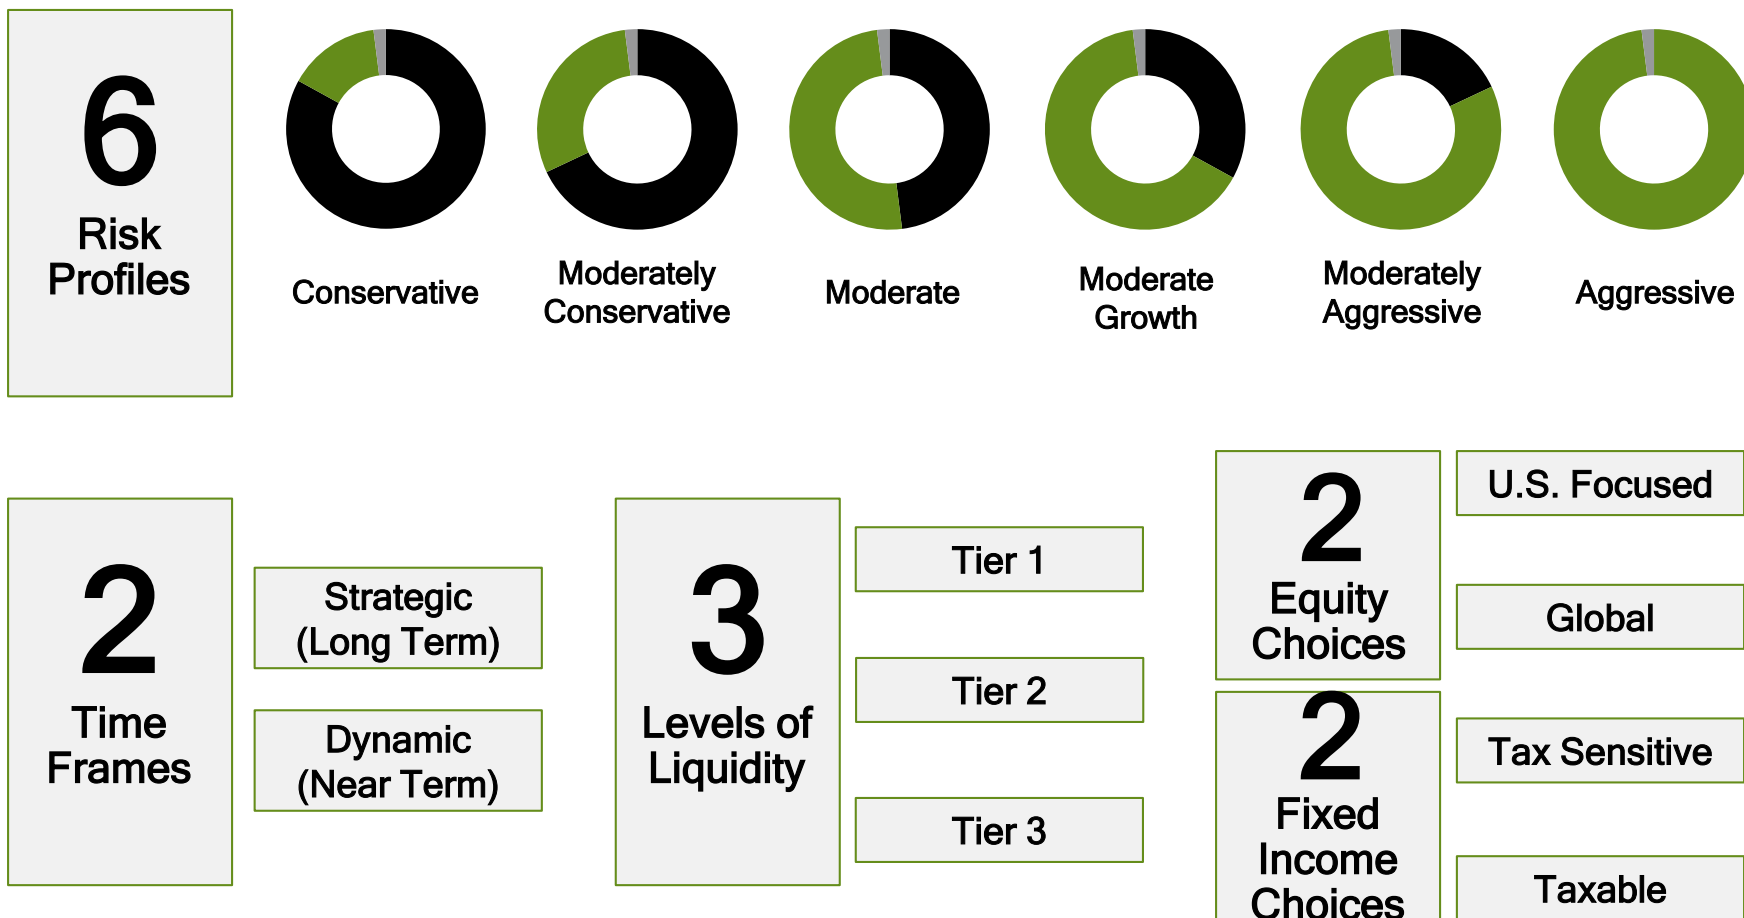 6
Risk
Profiles
Conservative
Moderately
Conservative
Moderate
Moderate
Growth
Moderately
Aggressive
Aggressive
2
Time
Frames
Strategic
(Long Term)
Dynamic
(Near Term)
3
Levels of
Liquidity
Tier 1
Tier 2
Tier 3
2
Equity
Choices
U.S. Focused
Global
2
Fixed
Income
Choices
Tax Sensitive
Taxable